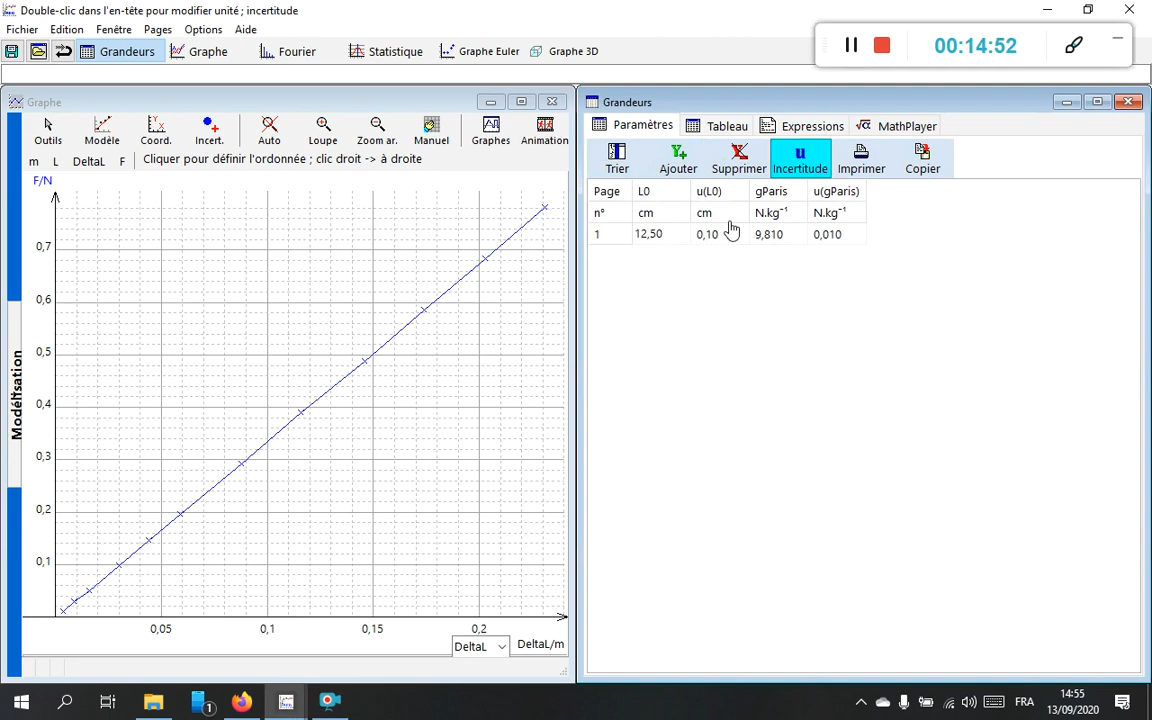 Double-clic dans l'en-tête pour modifier unité ; incertitude
Fichier Edition Fenêtre Pages Options Aide
Grandeurs Graphe Fourier Statistique Graphe Euler Graphe 3D
00:14:52
Graphe
Outils Modèle Coord. Incert. Auto Loupe Zoom ar. Manuel Graphes Animation
m L DeltaL F Cliquer pour définir l'ordonnée ; clic droit -> à droite
F/N
0,7
0,6
0,5
0,4
0,3
0,2
0,1
0,05 0,1 0,15 0,2
DeltaL DeltaL/m
Modélisation
Grandeurs
Paramètres Tableau Expressions MathPlayer
Trier Ajouter Supprimer Incertitude Imprimer Copier
Page L0 u(L0) gParis u(gParis)
n° cm cm N.kg⁻¹ N.kg⁻¹
1 12,50 0,10 9,810 0,010
1 FRA 14:55
13/09/2020